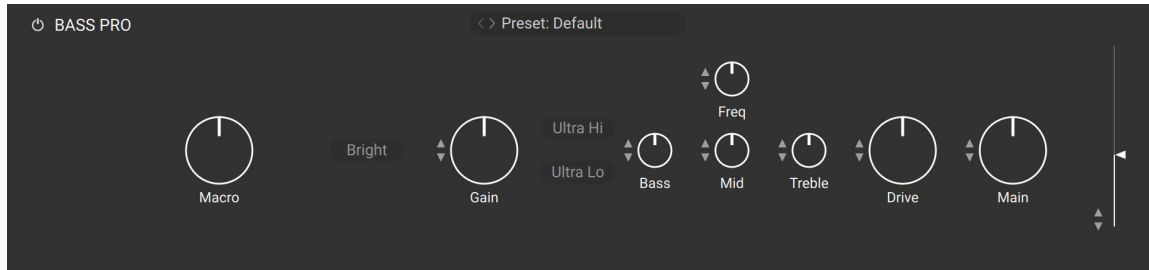 BASS PRO
Preset: Default
Freq
Bright
Ultra Hi
Ultra Lo
Macro
Gain
Bass
Mid
Treble
Drive
Main